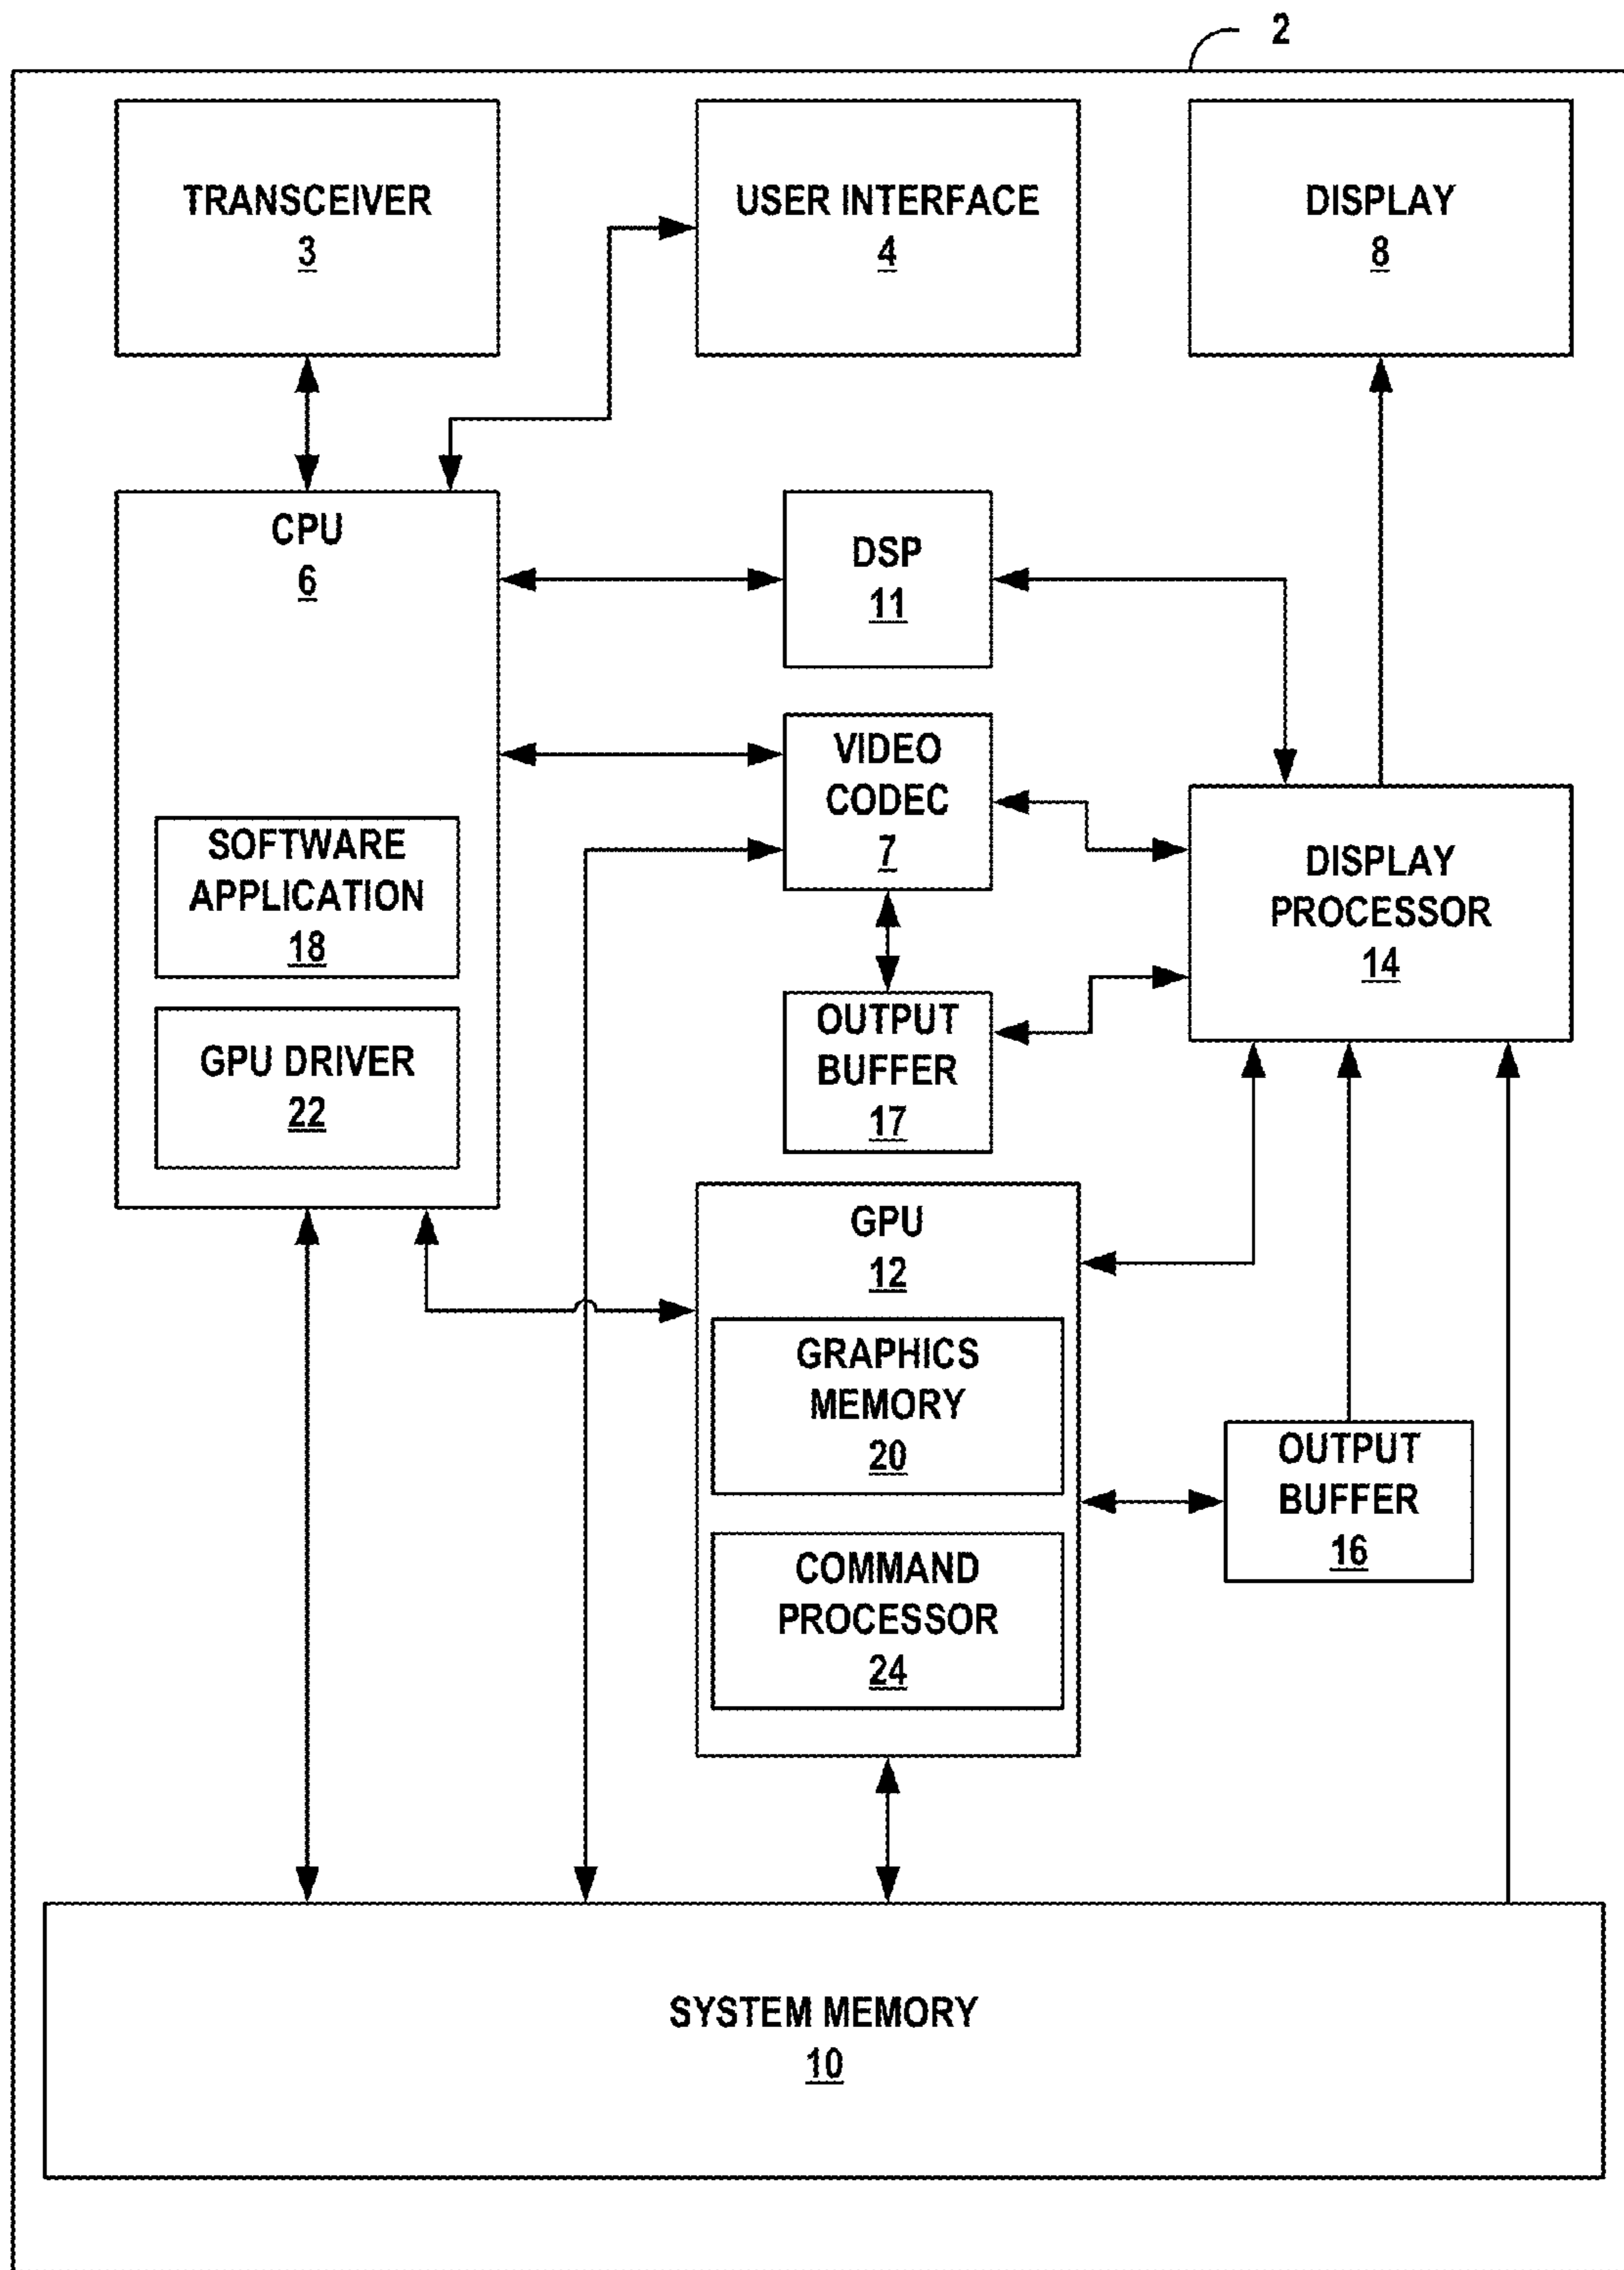 2
TRANSCEIVER
3
USER INTERFACE
4
DISPLAY
8
CPU
6
DSP
11
VIDEO
CODEC
7
SOFTWARE
APPLICATION
18
DISPLAY
PROCESSOR
14
OUTPUT
BUFFER
17
GPU DRIVER
22
GPU
12
GRAPHICS
MEMORY
20
OUTPUT
BUFFER
16
COMMAND
PROCESSOR
24
SYSTEM MEMORY
10